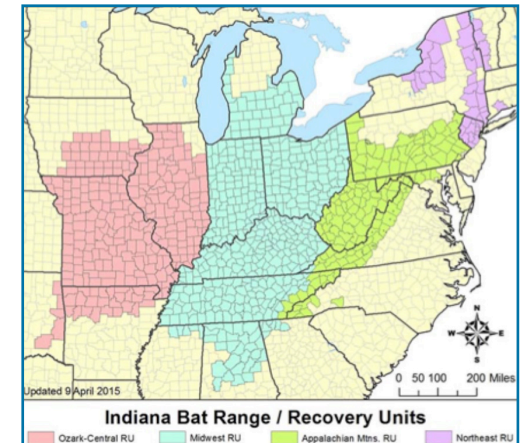 N
W E
S
0 50 100 200 Miles
Updated 9 April 2015
Indiana Bat Range / Recovery Units
Ozark-Central RU Midwest RU Appalachian Mtns. RU Northeast RU